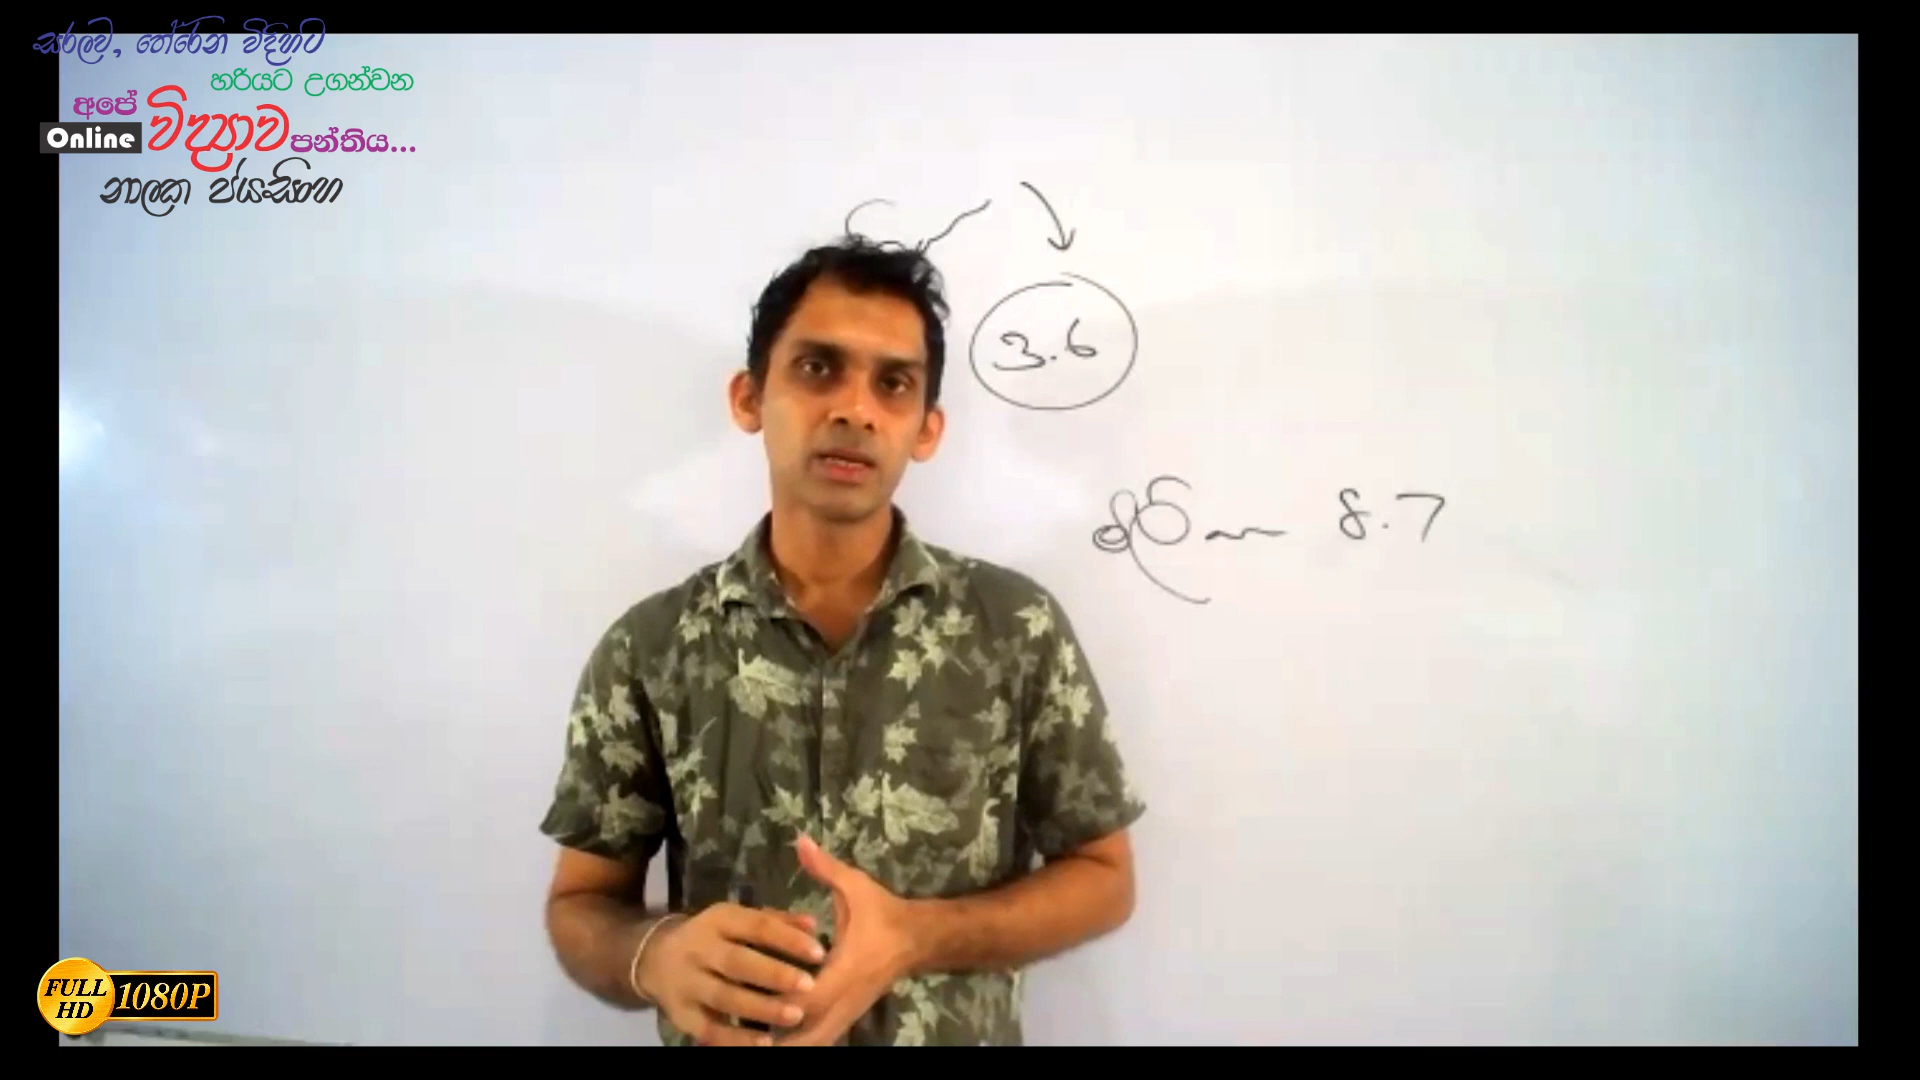 සරලව, තේරෙන විදිහට
හරියට උගන්වන
අපේ
Online විද්‍යාව පන්තිය...
නාලක ජයසිංහ
3.6
8.7
FULL HD 1080P